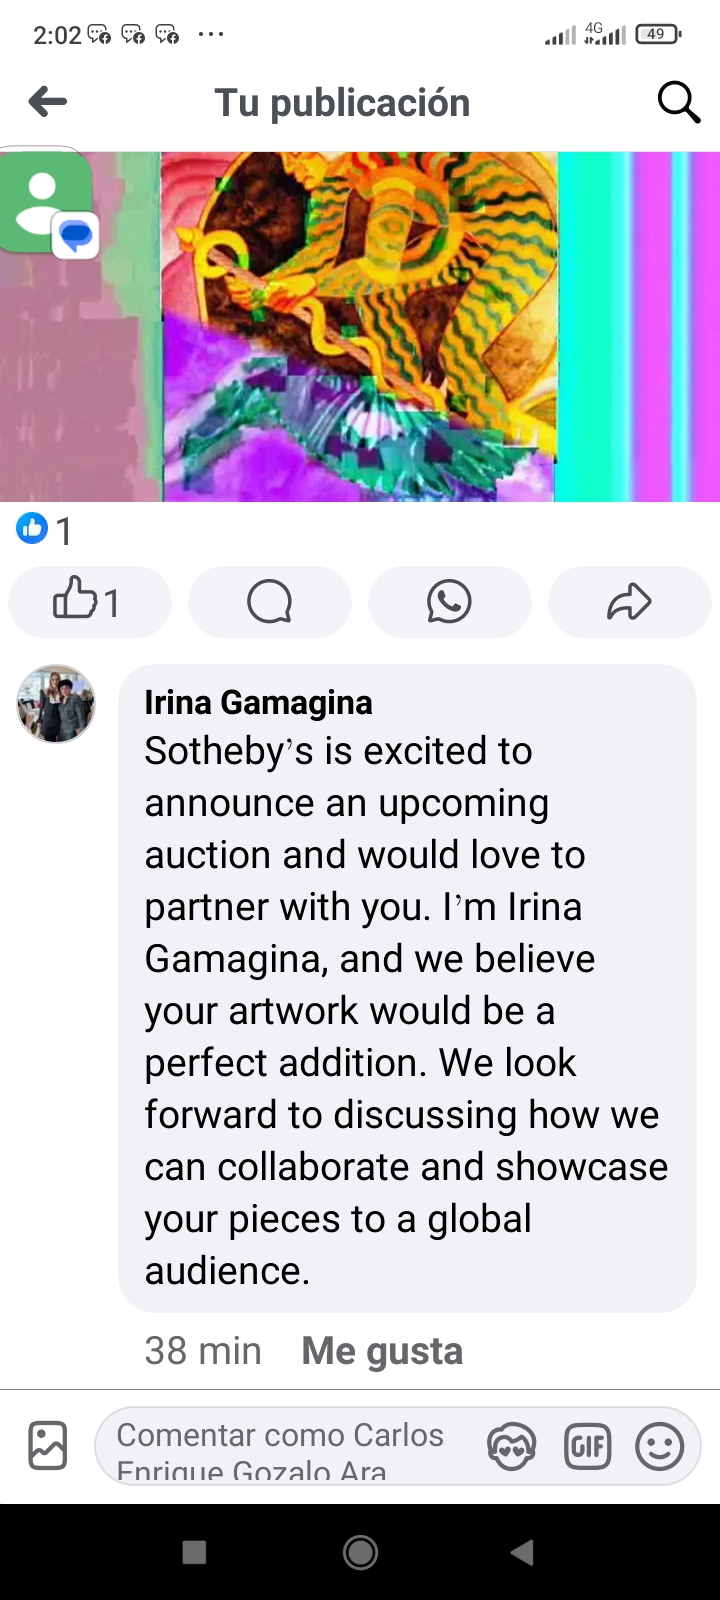 2:02
4G
49
Tu publicación
1
1
Irina Gamagina
Sotheby’s is excited to
announce an upcoming
auction and would love to
partner with you. I’m Irina
Gamagina, and we believe
your artwork would be a
perfect addition. We look
forward to discussing how we
can collaborate and showcase
your pieces to a global
audience.
38 min Me gusta
Comentar como Carlos
Enrique Gozalo Ara
GIF